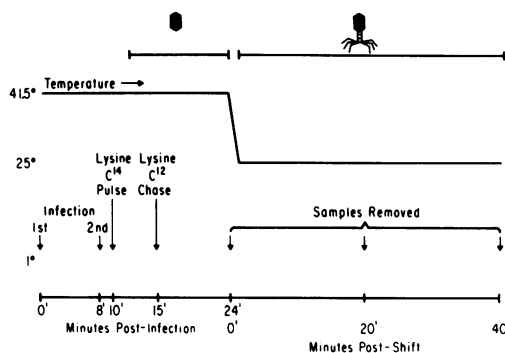 Temperature
41.5°
25°
Lysine Lysine
C14 C12
Pulse Chase
Infection
1st 2nd
Samples Removed
1°
0' 8' 10' 15' 24' 20' 40'
0'
Minutes Post-Infection
Minutes Post-Shift